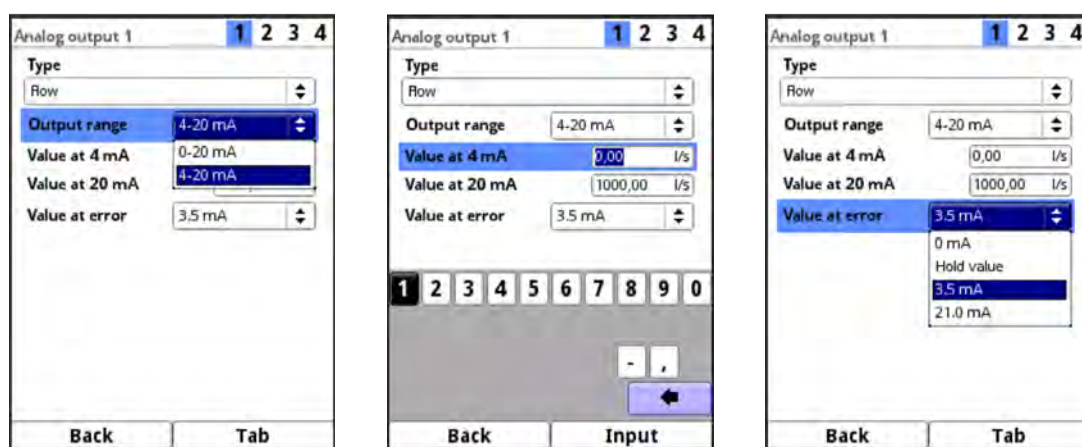 Analog output 1 1 2 3 4
Type
Flow
Output range 4-20 mA
0-20 mA
Value at 4 mA
4-20 mA
Value at 20 mA
Value at error 3.5 mA
Back Tab
Analog output 1 1 2 3 4
Type
Flow
Output range 4-20 mA
Value at 4 mA 0,00 l/s
Value at 20 mA 1000,00 l/s
Value at error 3.5 mA
1 2 3 4 5 6 7 8 9 0
- ,
Back Input
Analog output 1 1 2 3 4
Type
Flow
Output range 4-20 mA
Value at 4 mA 0,00 l/s
Value at 20 mA 1000,00 l/s
Value at error 3.5 mA
0 mA
Hold value
3.5 mA
21.0 mA
Back Tab